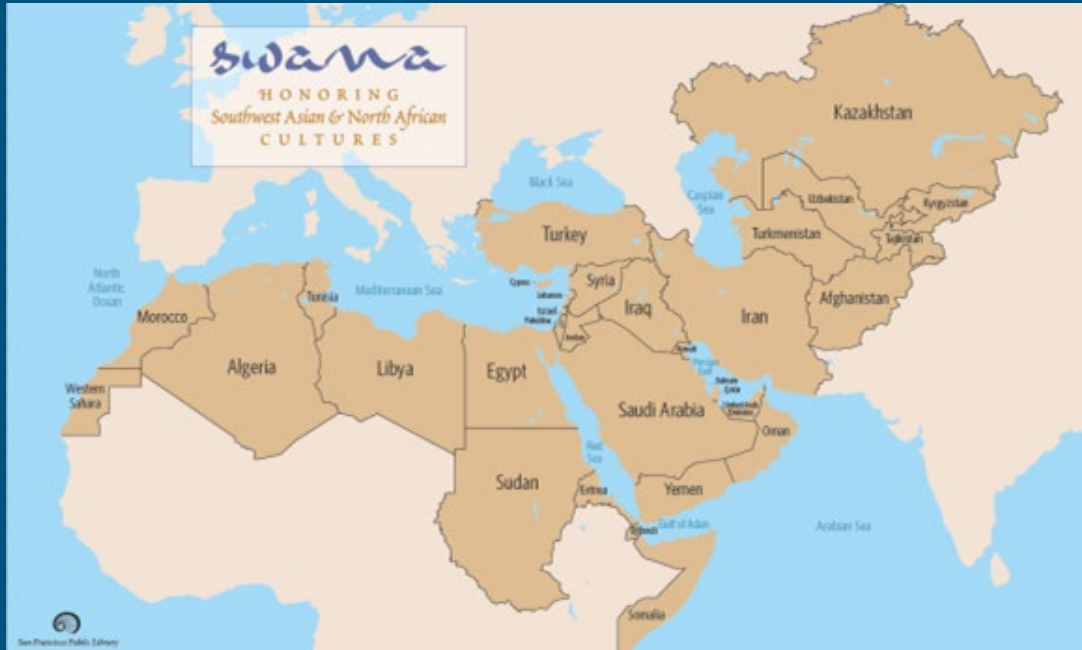 swana
HONORING
Southwest Asian & North African
CULTURES
Kazakhstan
Uzbekistan
Kyrgyzstan
Black Sea
Caspian
Sea
Turkmenistan
Tajikistan
Turkey
North
Atlantic
Ocean
Mediterranean Sea
Cyprus
Syria
Lebanon
Iraq
Iran
Afghanistan
Tunisia
Morocco
Israel
Palestine
Jordan
Kuwait
Persian
Gulf
Algeria
Libya
Egypt
Bahrain
Qatar
Western
Sahara
Saudi Arabia
United Arab
Emirates
Oman
Red
Sea
Sudan
Eritrea
Yemen
Djibouti
Gulf of Adan
Arabian Sea
Somalia
San Francisco Public Library